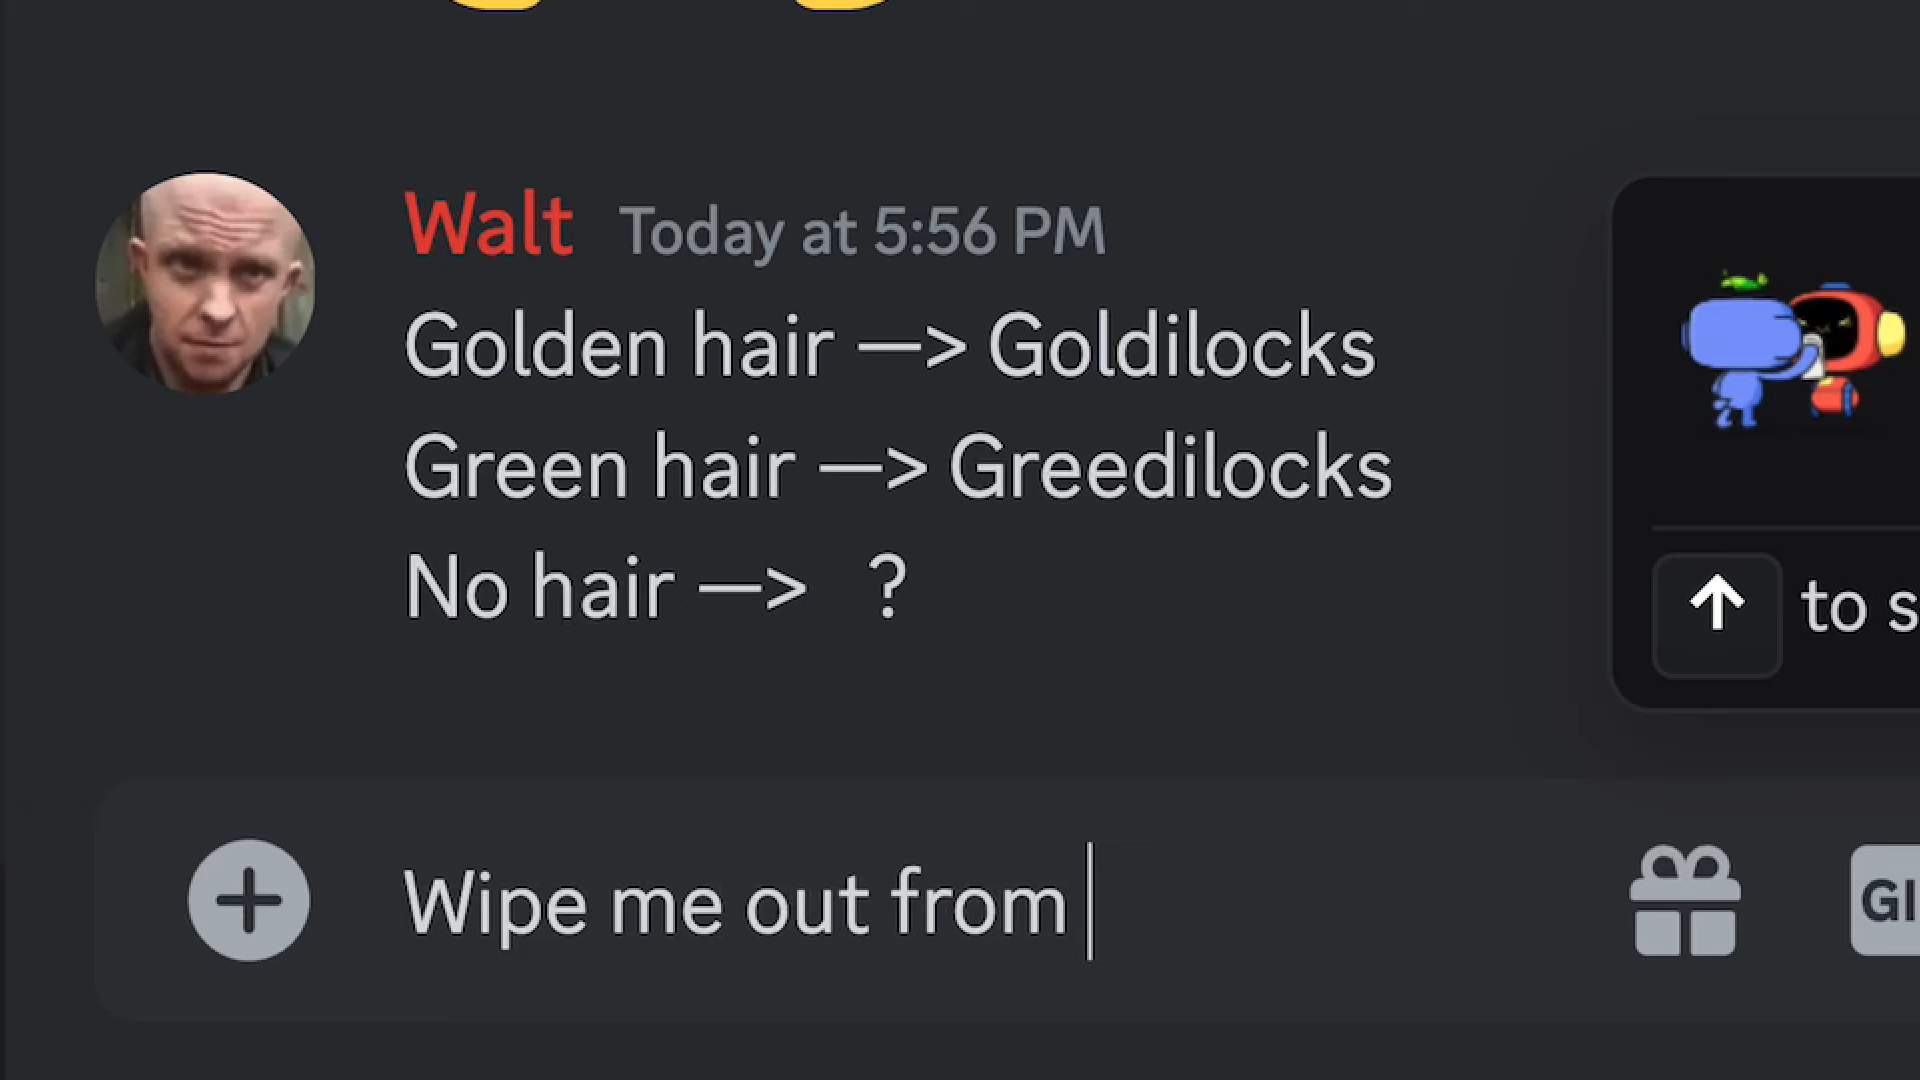 Walt Today at 5:56 PM
Golden hair —> Goldilocks
Green hair —> Greedilocks
No hair —> ?
to s
Wipe me out from
GI